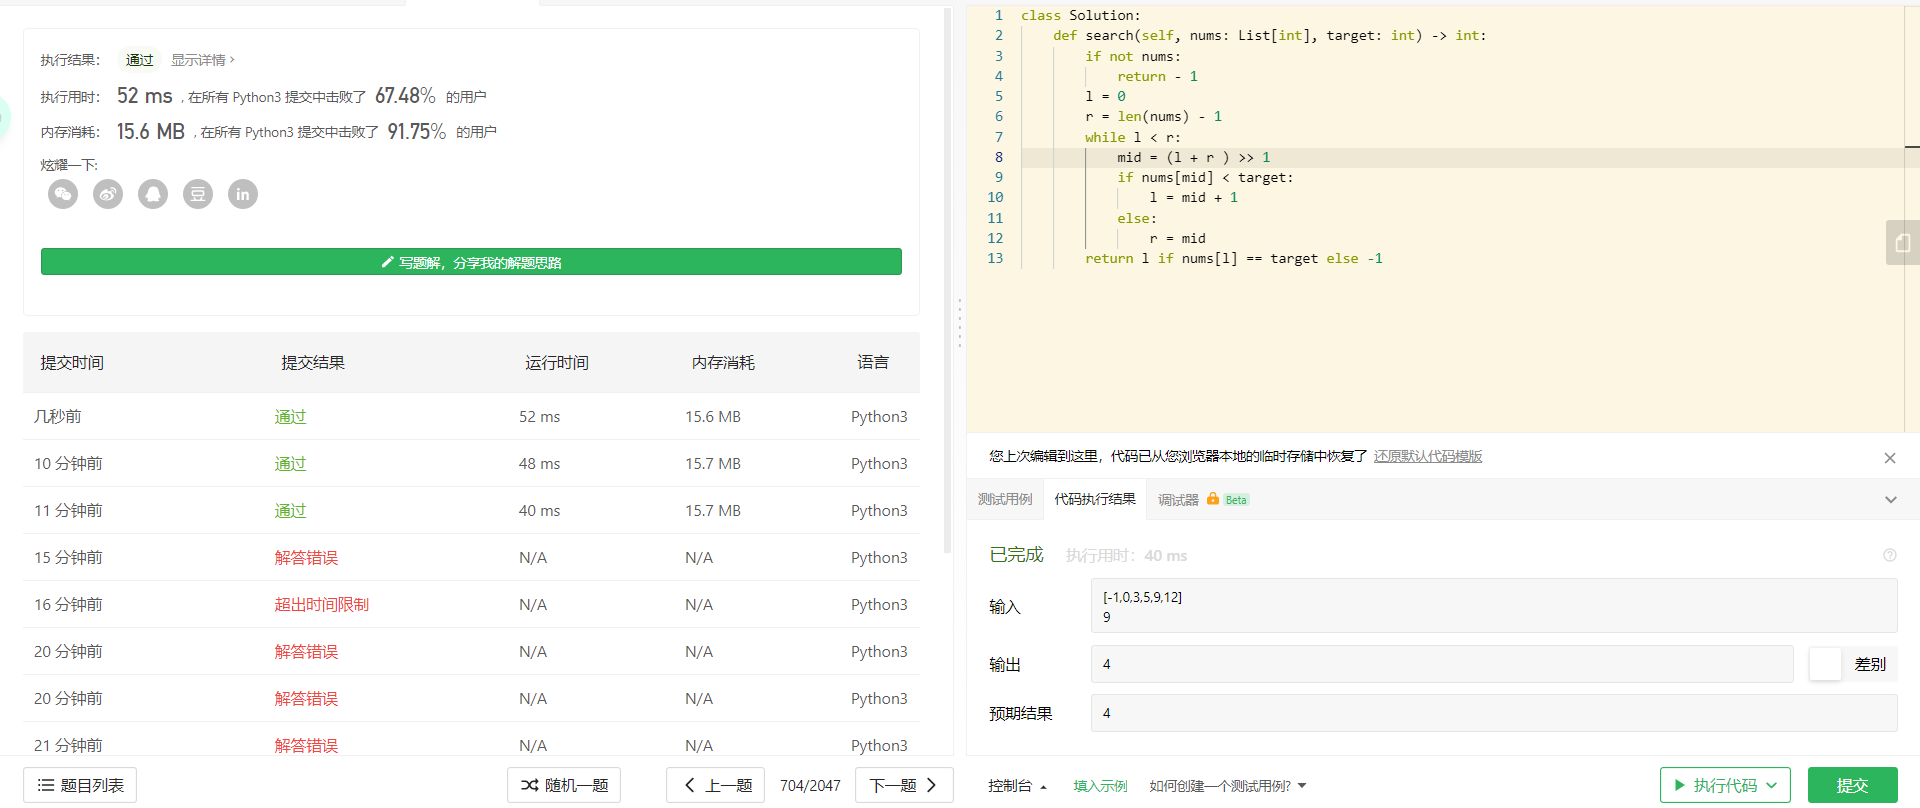 执行结果： 通过 显示详情 ›
执行用时： 52 ms , 在所有 Python3 提交中击败了 67.48% 的用户
内存消耗： 15.6 MB , 在所有 Python3 提交中击败了 91.75% 的用户
炫耀一下:
豆 in
写题解，分享我的解题思路
提交时间 提交结果 运行时间 内存消耗 语言
几秒前 通过 52 ms 15.6 MB Python3
10 分钟前 通过 48 ms 15.7 MB Python3
11 分钟前 通过 40 ms 15.7 MB Python3
15 分钟前 解答错误 N/A N/A Python3
16 分钟前 超出时间限制 N/A N/A Python3
20 分钟前 解答错误 N/A N/A Python3
20 分钟前 解答错误 N/A N/A Python3
21 分钟前 解答错误 N/A N/A Python3
题目列表 随机一题 上一题 704/2047 下一题
1 class Solution:
2     def search(self, nums: List[int], target: int) -> int:
3         if not nums:
4             return - 1
5         l = 0
6         r = len(nums) - 1
7         while l < r:
8             mid = (l + r ) >> 1
9             if nums[mid] < target:
10                 l = mid + 1
11             else:
12                 r = mid
13         return l if nums[l] == target else -1
您上次编辑到这里，代码已从您浏览器本地的临时存储中恢复了 还原默认代码模版
测试用例 代码执行结果 调试器 Beta
已完成 执行用时： 40 ms
输入 [-1,0,3,5,9,12]
9
输出 4 差别
预期结果 4
控制台 填入示例 如何创建一个测试用例? 执行代码 提交